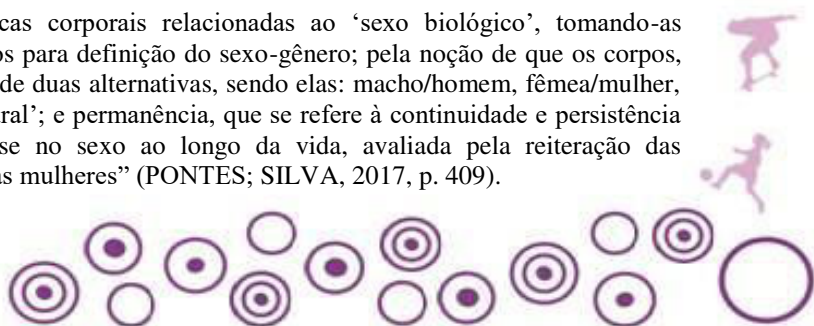 cas corporais relacionadas ao ‘sexo biológico’, tomando-as
os para definição do sexo-gênero; pela noção de que os corpos,
de duas alternativas, sendo elas: macho/homem, fêmea/mulher,
ral’; e permanência, que se refere à continuidade e persistência
se no sexo ao longo da vida, avaliada pela reiteração das
as mulheres” (PONTES; SILVA, 2017, p. 409).